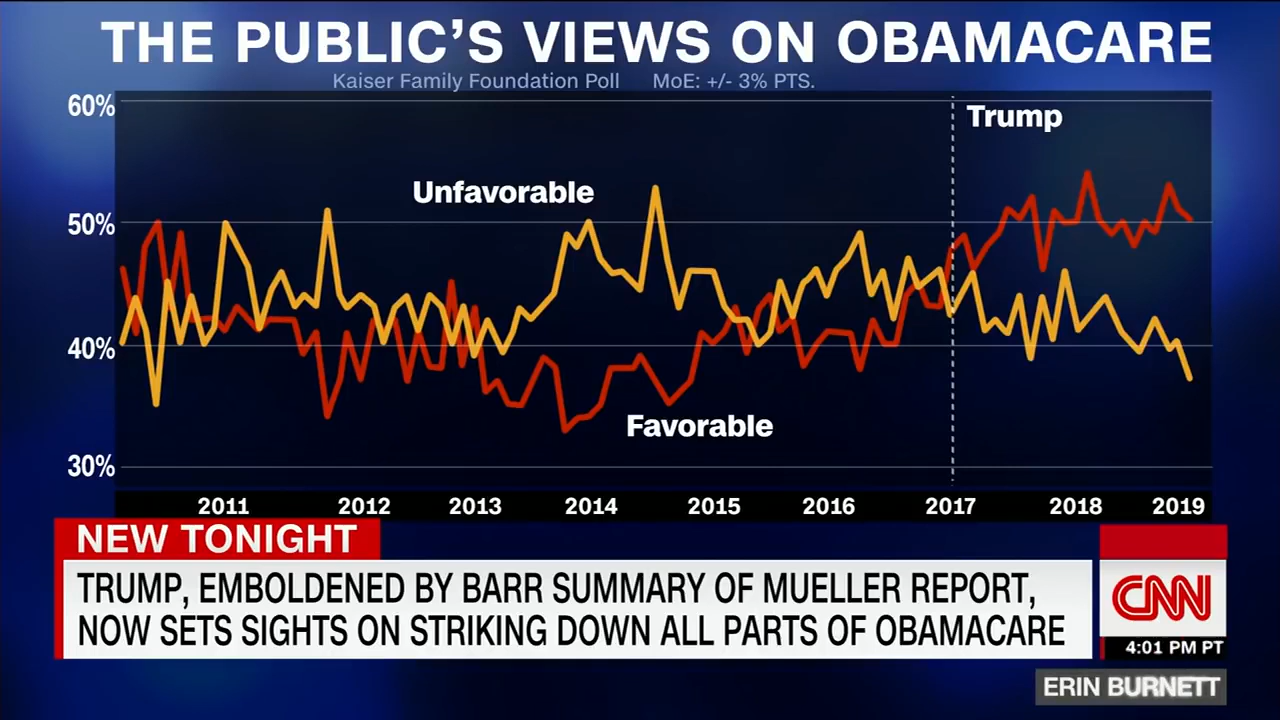 THE PUBLIC'S VIEWS ON OBAMACARE
Kaiser Family Foundation Poll MoE: +/- 3% PTS.
60%
Trump
Unfavorable
50%
40%
Favorable
30%
2011 2012 2013 2014 2015 2016 2017 2018 2019
NEW TONIGHT
TRUMP, EMBOLDENED BY BARR SUMMARY OF MUELLER REPORT,
NOW SETS SIGHTS ON STRIKING DOWN ALL PARTS OF OBAMACARE
CNN
4:01 PM PT
ERIN BURNETT